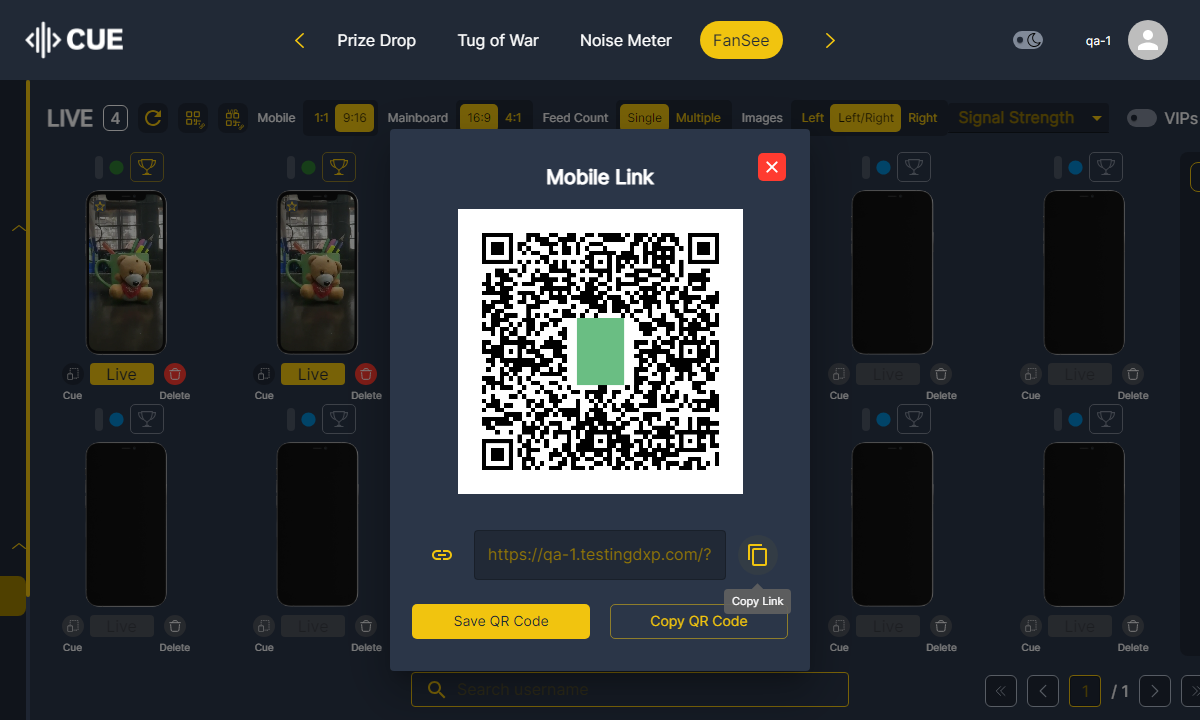 CUE
Prize Drop
Tug of War
Noise Meter
FanSee
qa-1
LIVE 4
Mobile 1:1 9:16
Mainboard 16:9 4:1
Feed Count Single Multiple
Images Left Left/Right Right
Signal Strength
VIPs
Mobile Link
Live Live Live Live
Cue Delete Cue Delete Cue Delete Cue Delete
https://qa-1.testingdxp.com/?
Copy Link
Save QR Code
Copy QR Code
Live Live Live Live
Cue Delete Cue Delete Cue Delete Cue Delete
Search username
1 / 1